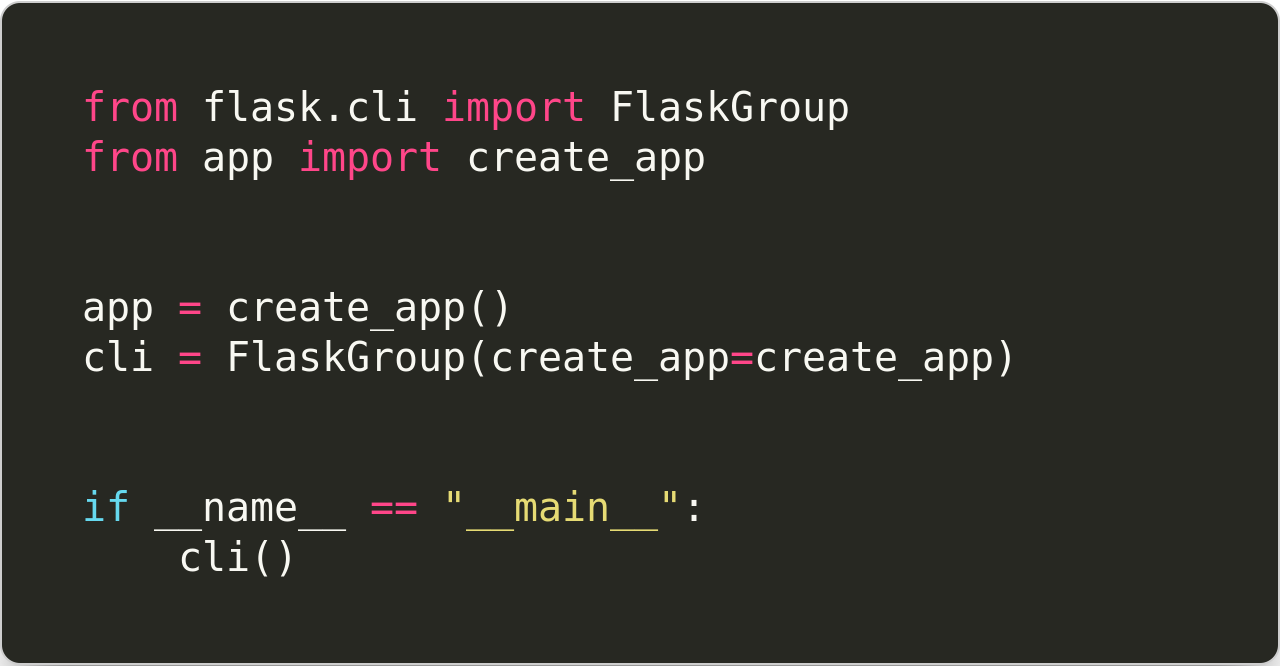 from flask.cli import FlaskGroup
from app import create_app
app = create_app()
cli = FlaskGroup(create_app=create_app)
if __name__ == "__main__":
    cli()